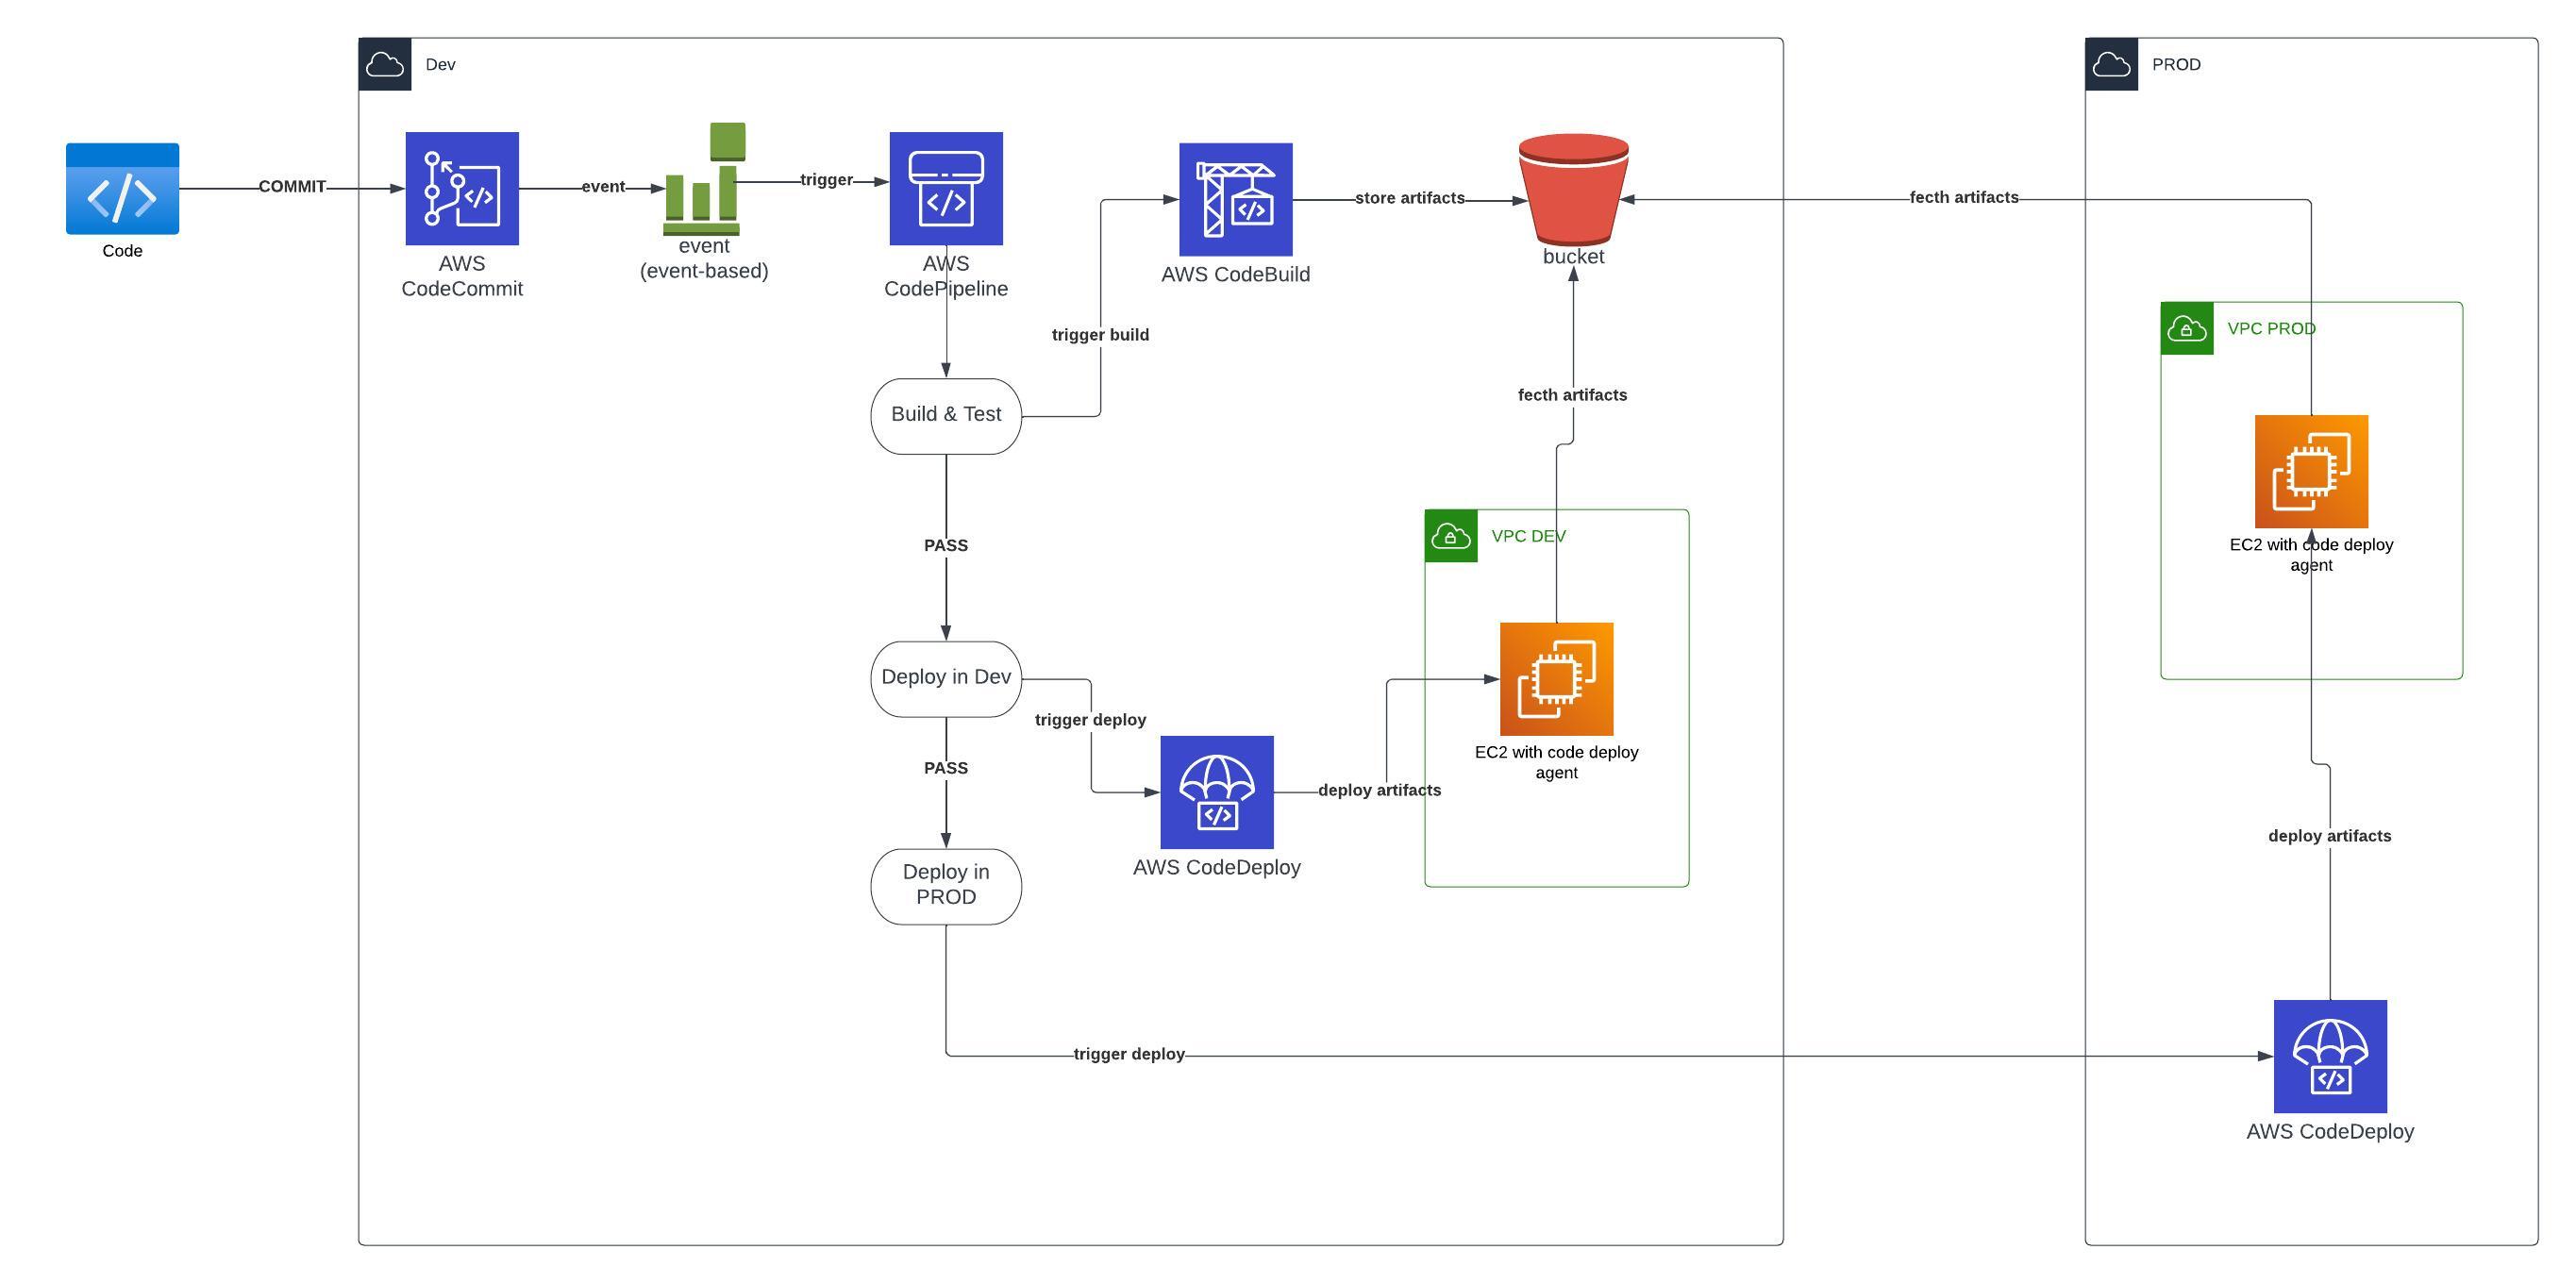 Dev
PROD
COMMIT
event
trigger
store artifacts
fecth artifacts
Code
AWS
CodeCommit
event
(event-based)
AWS
CodePipeline
AWS CodeBuild
bucket
trigger build
VPC PROD
fecth artifacts
Build & Test
EC2 with code deploy
agent
PASS
VPC DEV
Deploy in Dev
trigger deploy
EC2 with code deploy
agent
PASS
deploy artifacts
AWS CodeDeploy
deploy artifacts
Deploy in
PROD
trigger deploy
AWS CodeDeploy